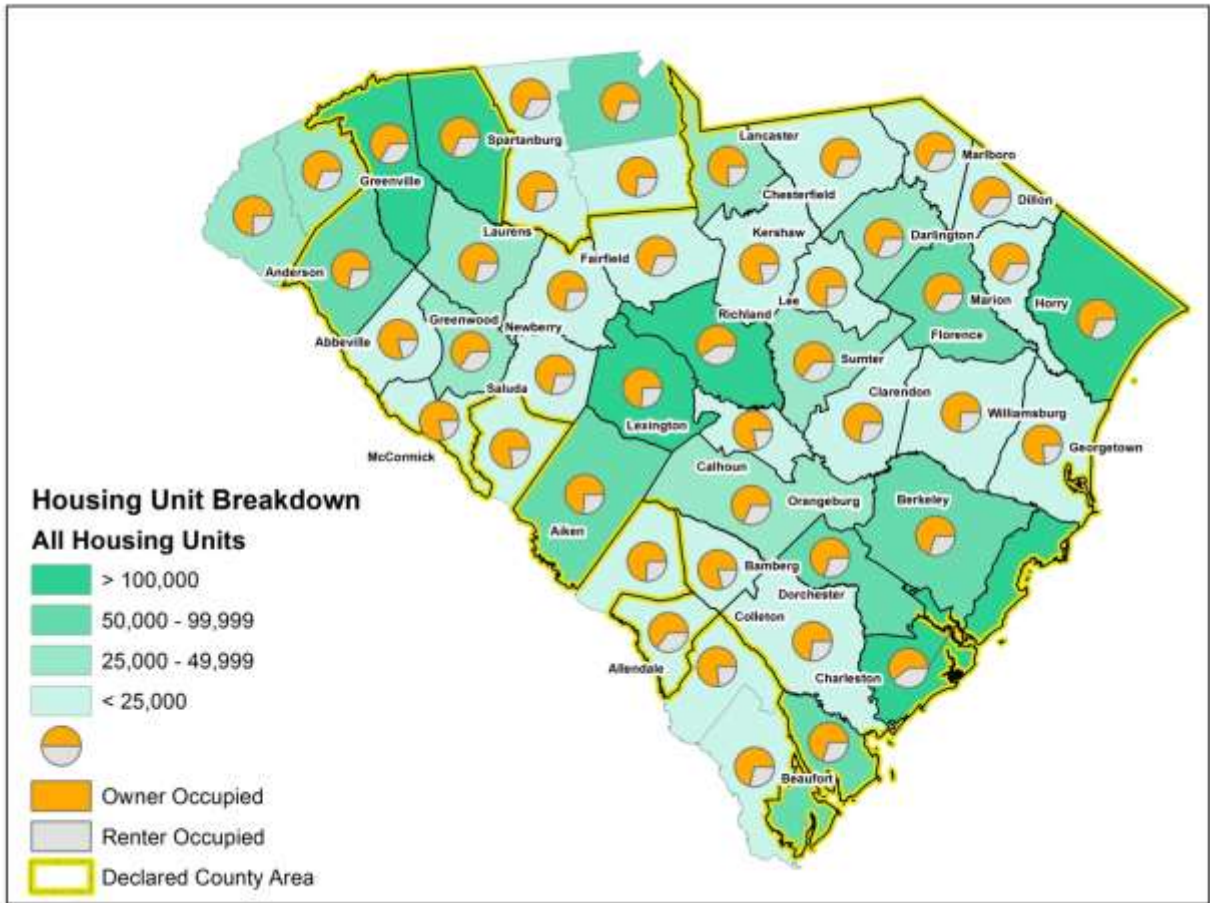 Lancaster
Spartanburg
Marlboro
Greenville
Chesterfield
Dillon
Laurens
Kershaw
Darlington
Fairfield
Anderson
Lee
Marion
Horry
Richland
Greenwood
Newberry
Florence
Abbeville
Sumter
Saluda
Clarendon
Williamsburg
Lexington
Georgetown
McCormick
Calhoun
Orangeburg
Berkeley
Aiken
Bamberg
Dorchester
Colleton
Allendale
Charleston
Beaufort
Housing Unit Breakdown
All Housing Units
> 100,000
50,000 - 99,999
25,000 - 49,999
< 25,000
Owner Occupied
Renter Occupied
Declared County Area